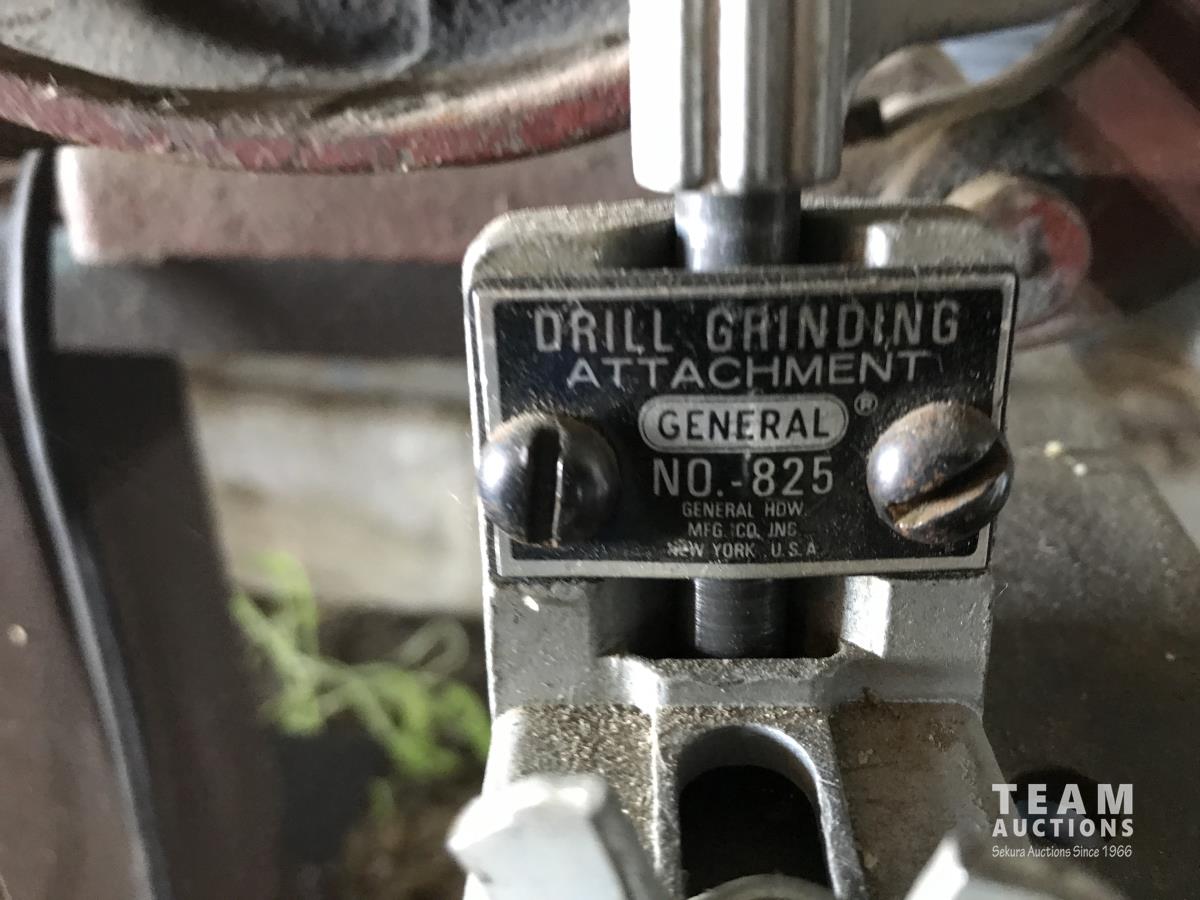 DRILL GRINDING
ATTACHMENT
GENERAL ®
NO.-825
GENERAL HDW.
MFG. CO. INC.
NEW YORK U.S.A.
TEAM
AUCTIONS
Sekura Auctions Since 1966